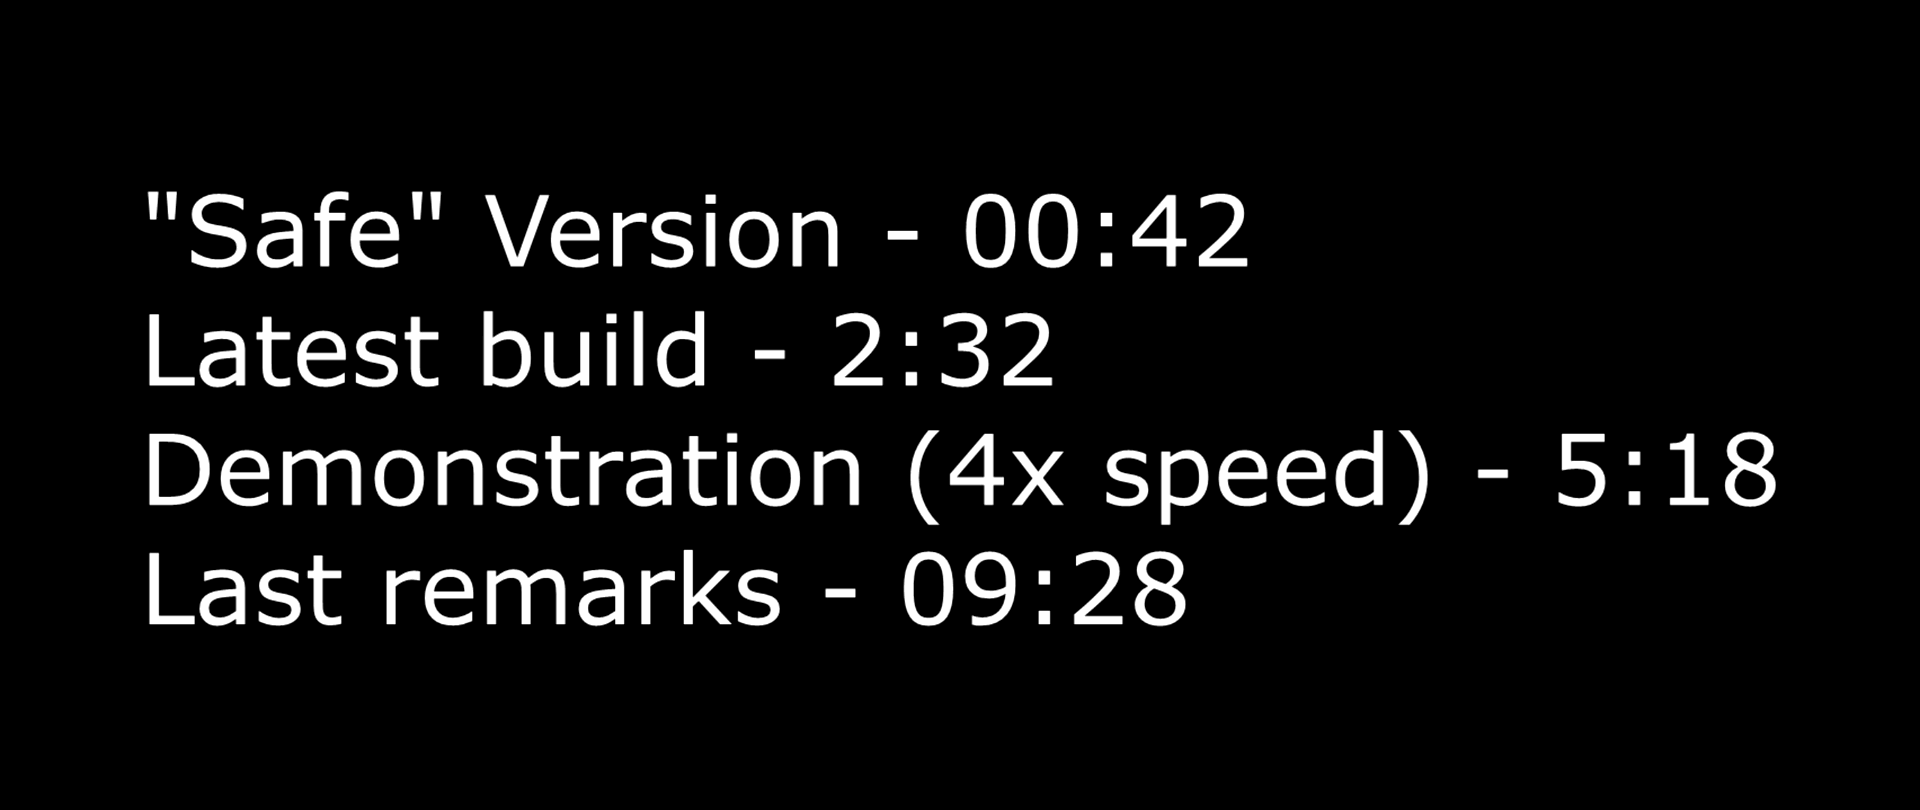 "Safe" Version - 00:42
Latest build - 2:32
Demonstration (4x speed) - 5:18
Last remarks - 09:28